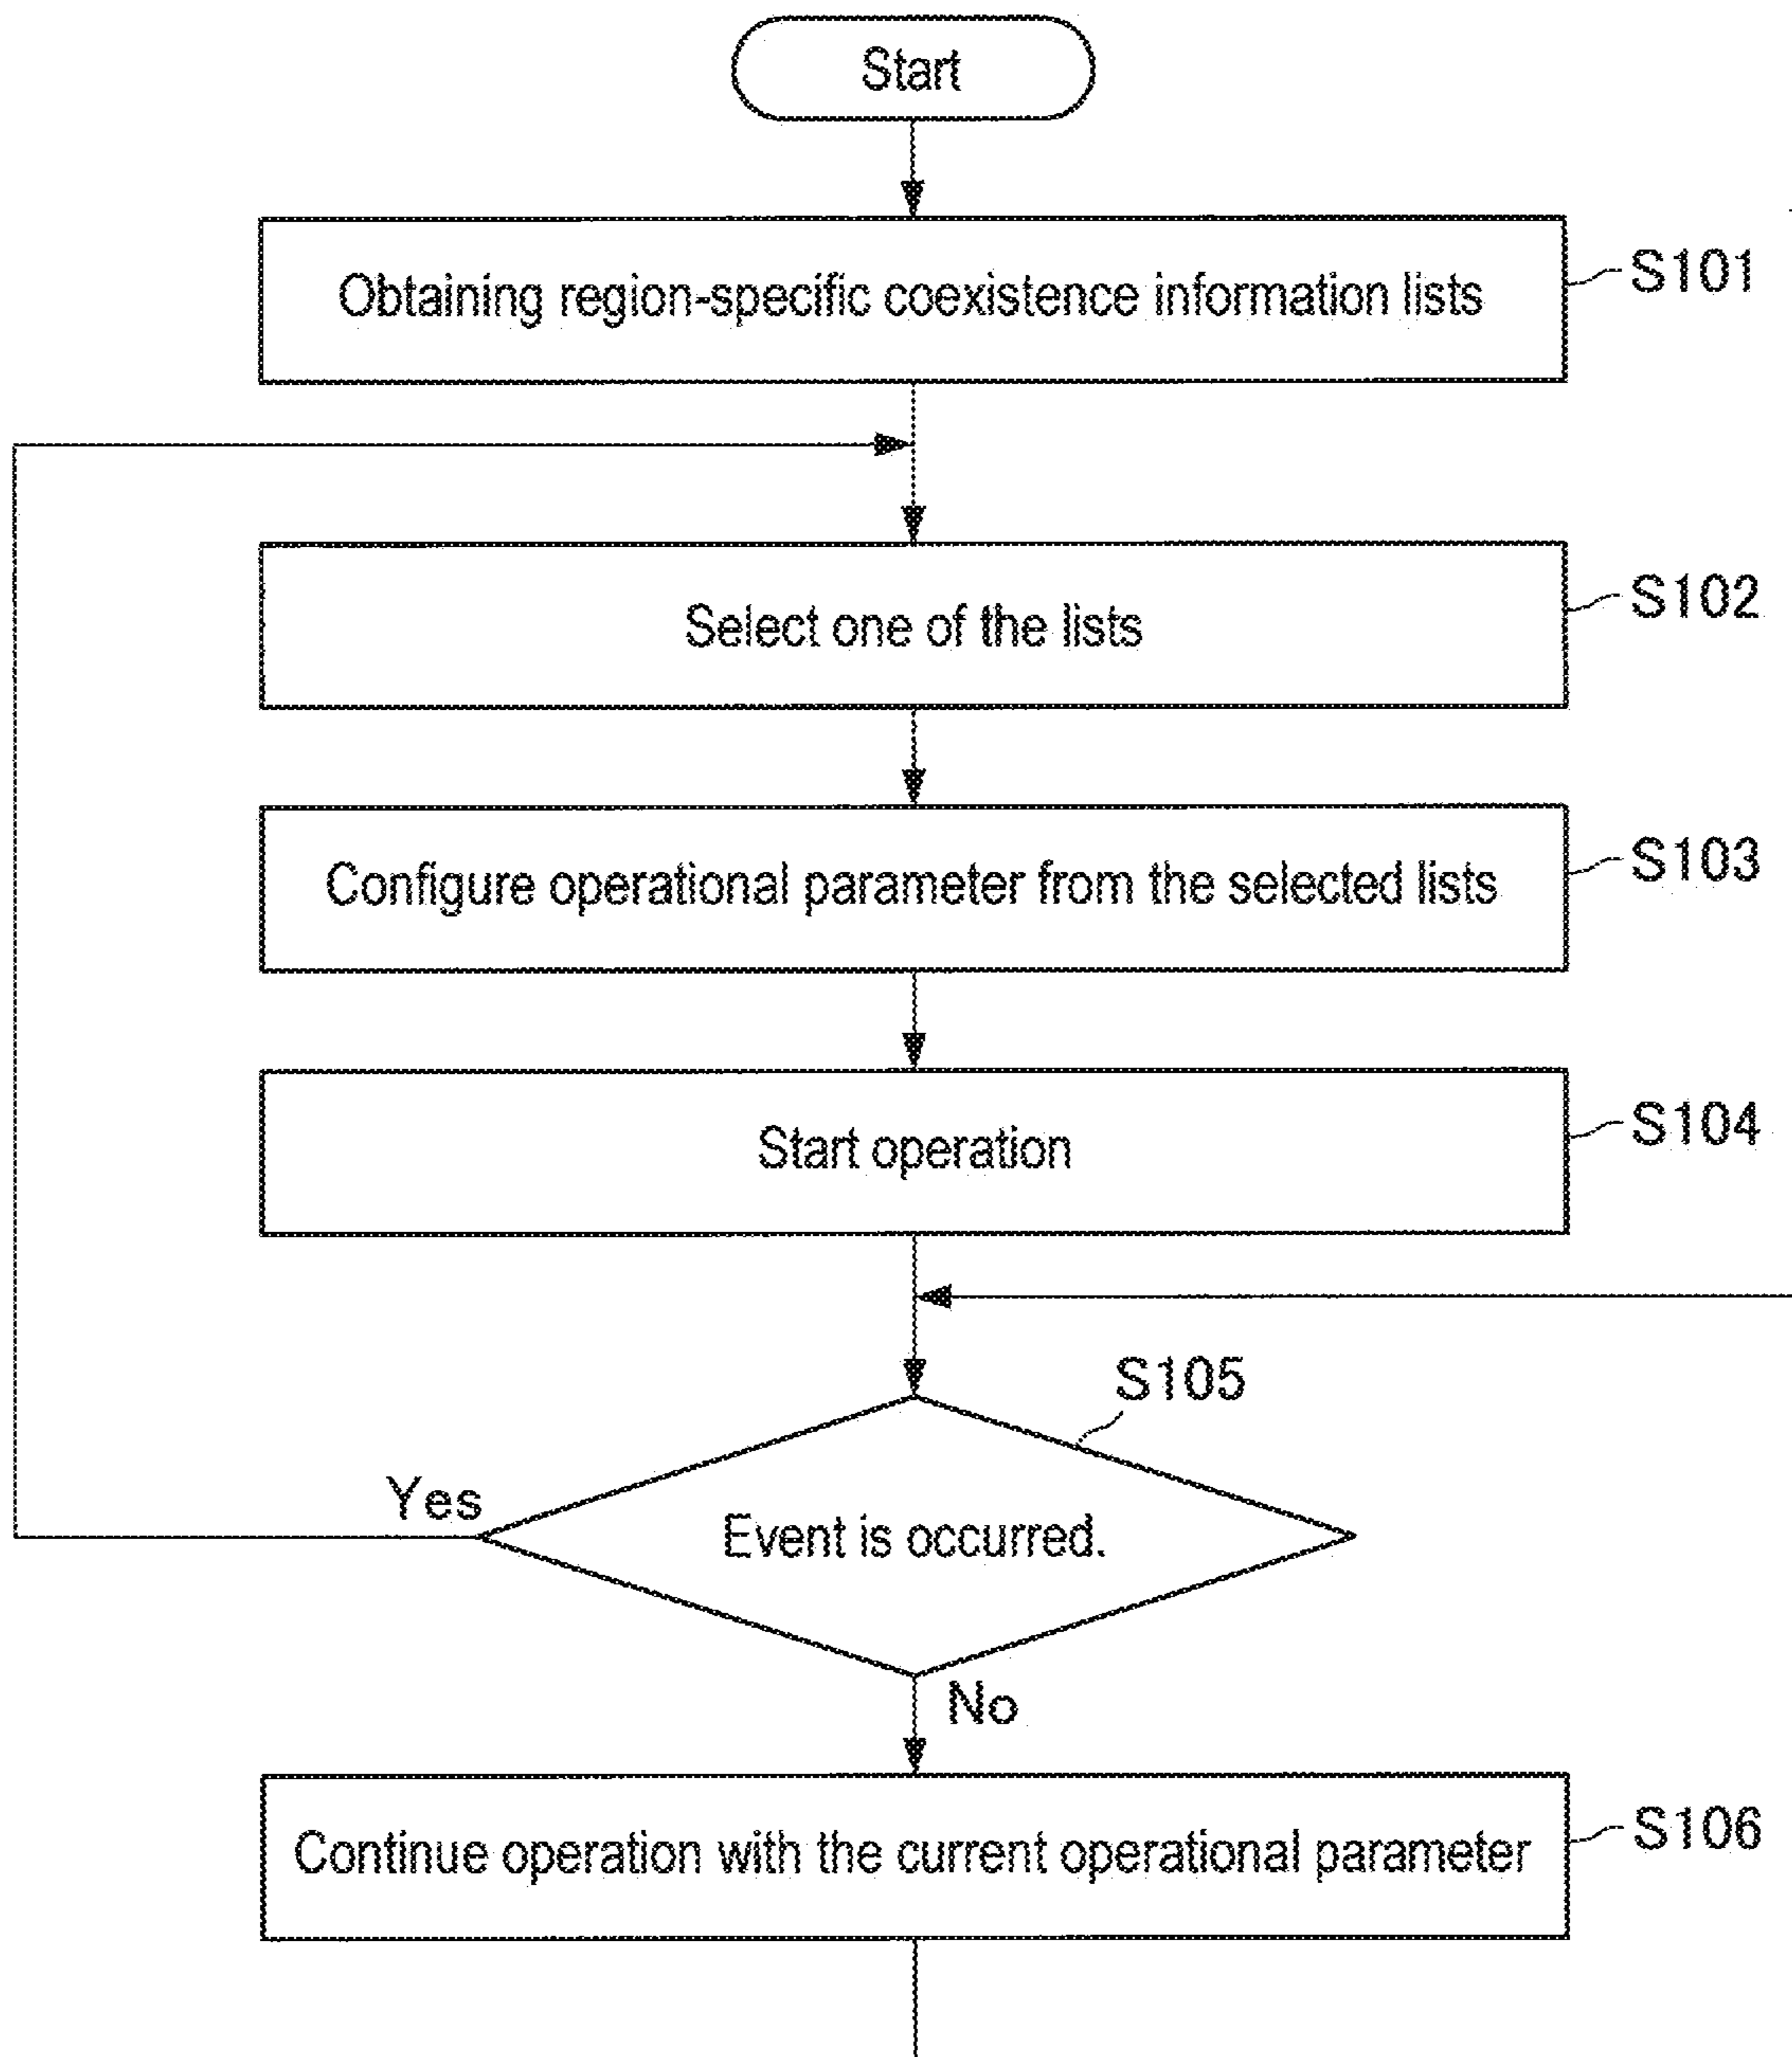 Start
Obtaining region-specific coexistence information lists
S101
Select one of the lists
S102
Configure operational parameter from the selected lists
S103
Start operation
S104
S105
Yes
Event is occurred.
No
Continue operation with the current operational parameter
S106